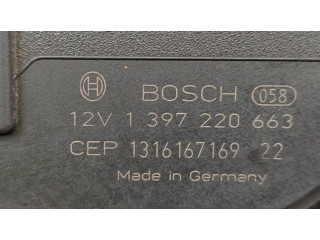 BOSCH 058
12V 1 397 220 663
CEP 1316167169 22
Made in Germany